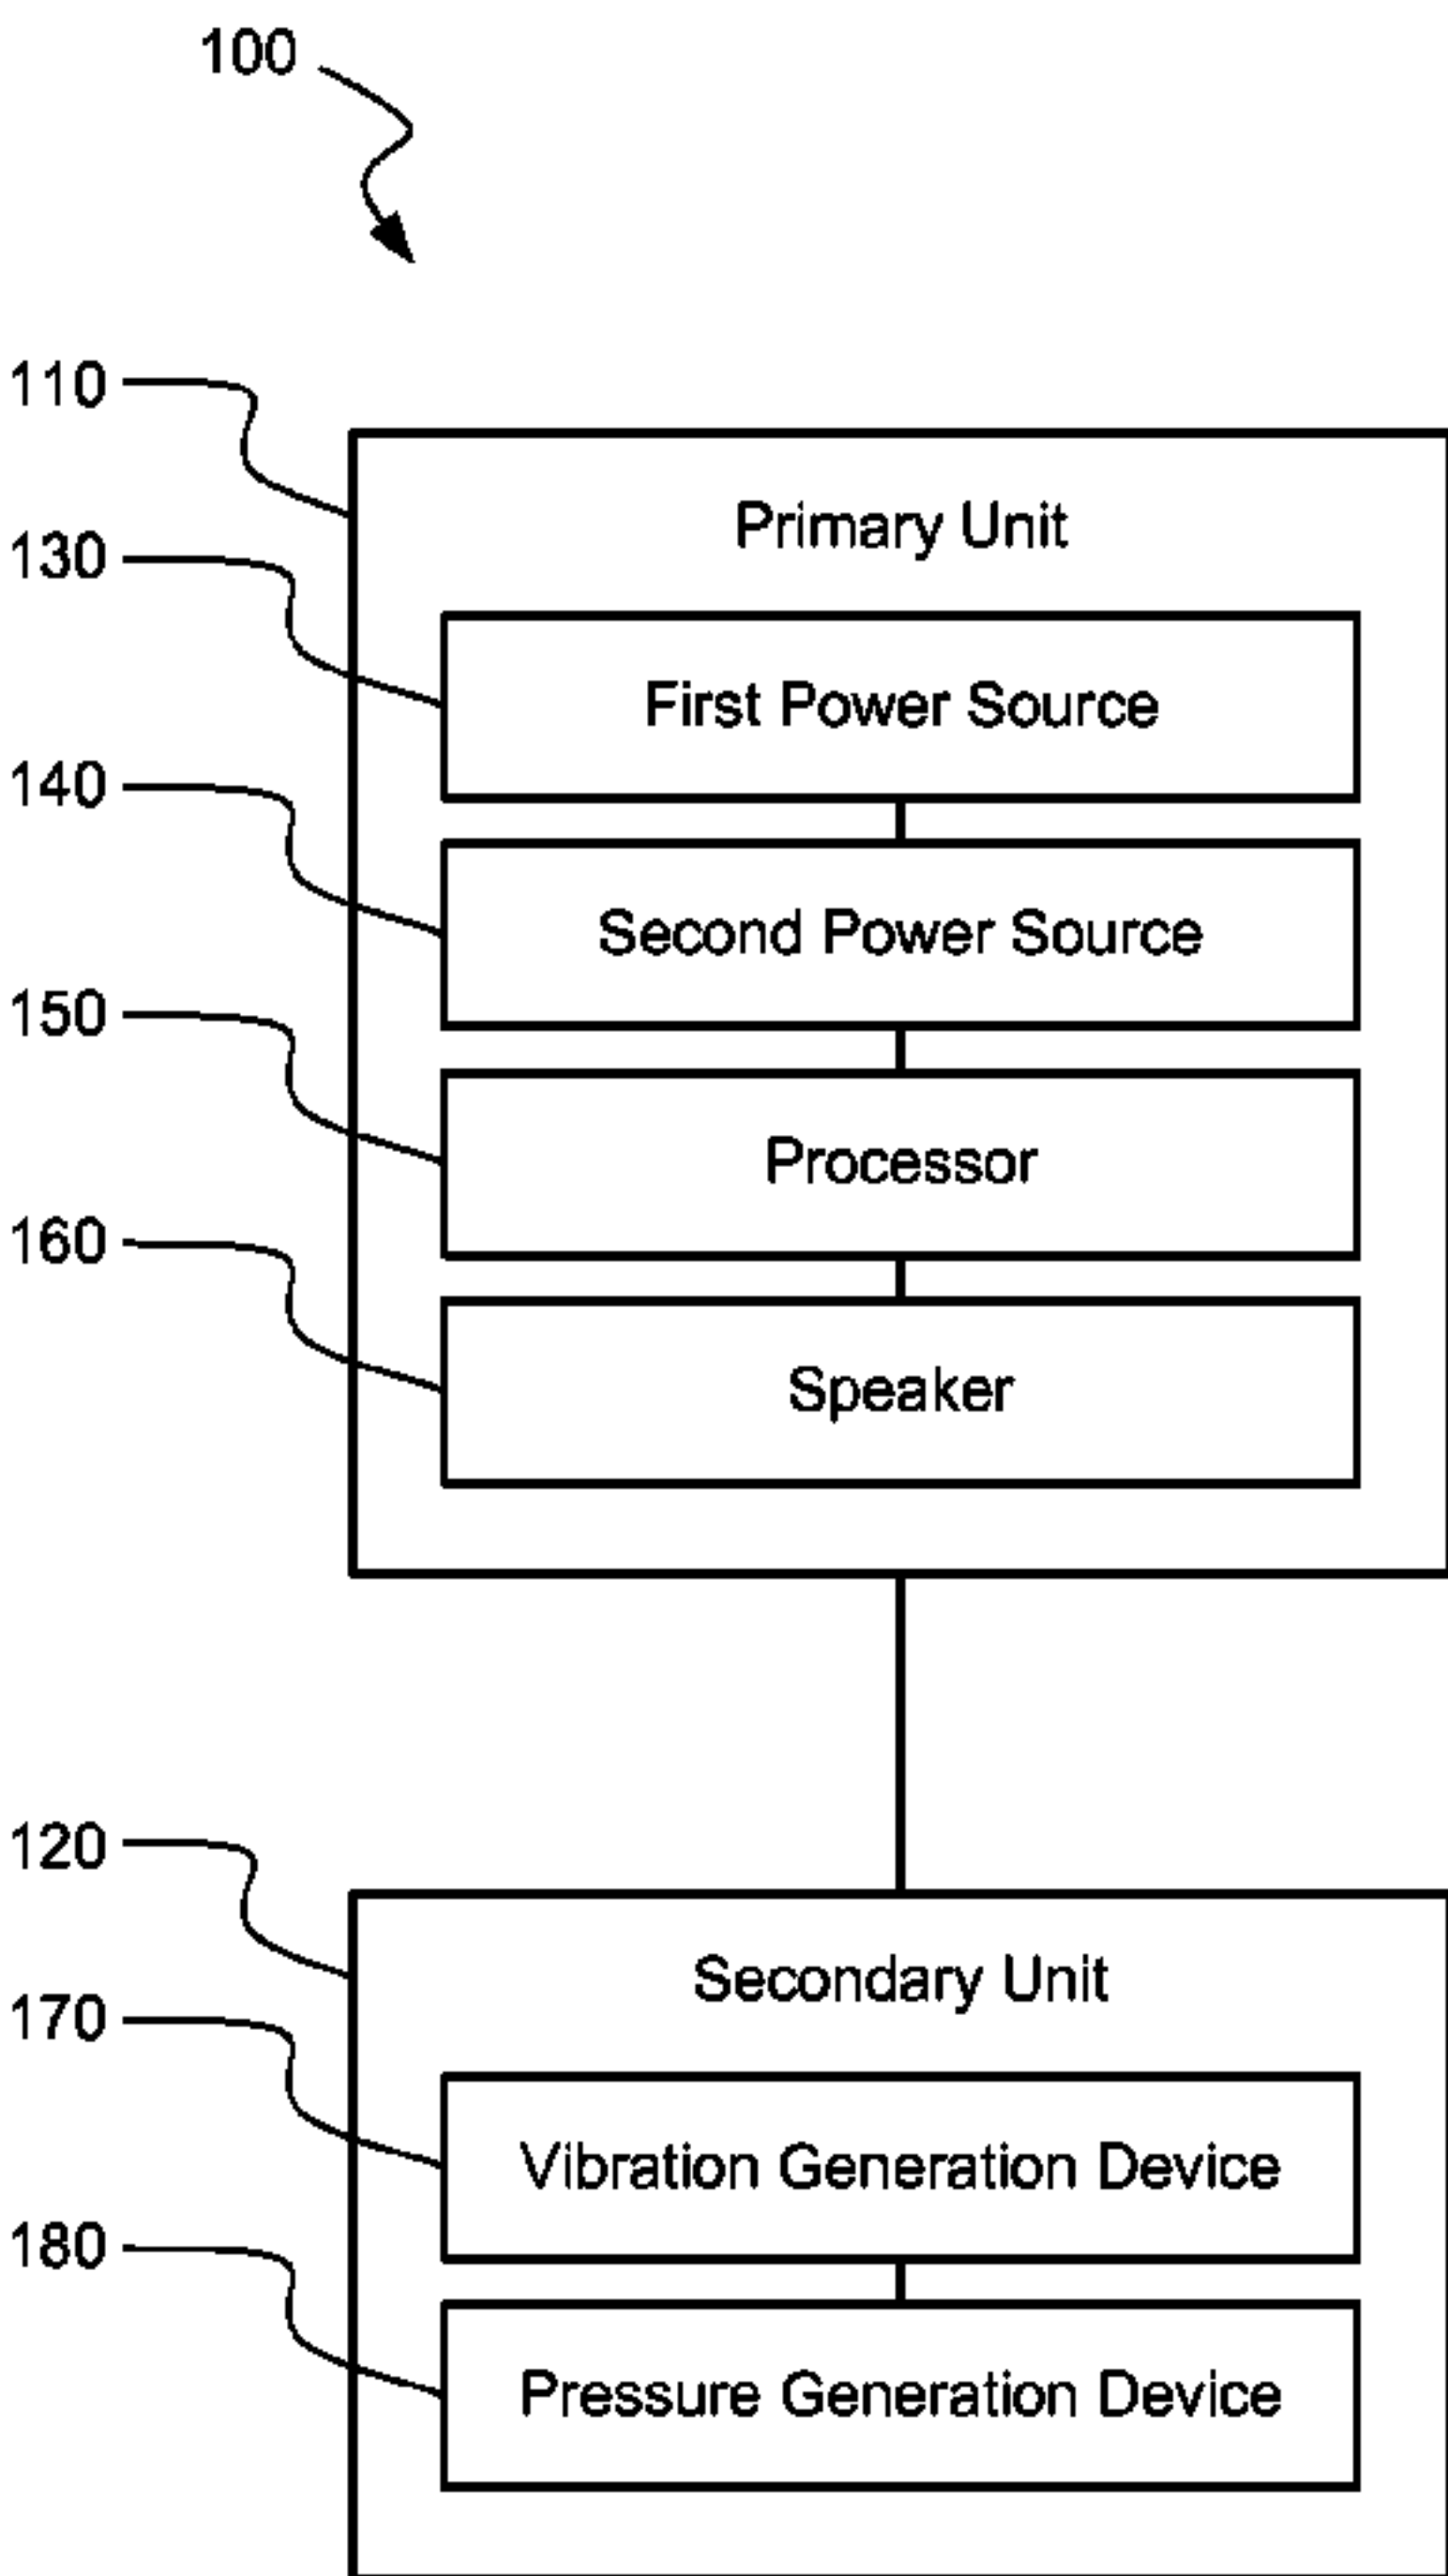 100
110
Primary Unit
130
First Power Source
140
Second Power Source
150
Processor
160
Speaker
120
Secondary Unit
170
Vibration Generation Device
180
Pressure Generation Device